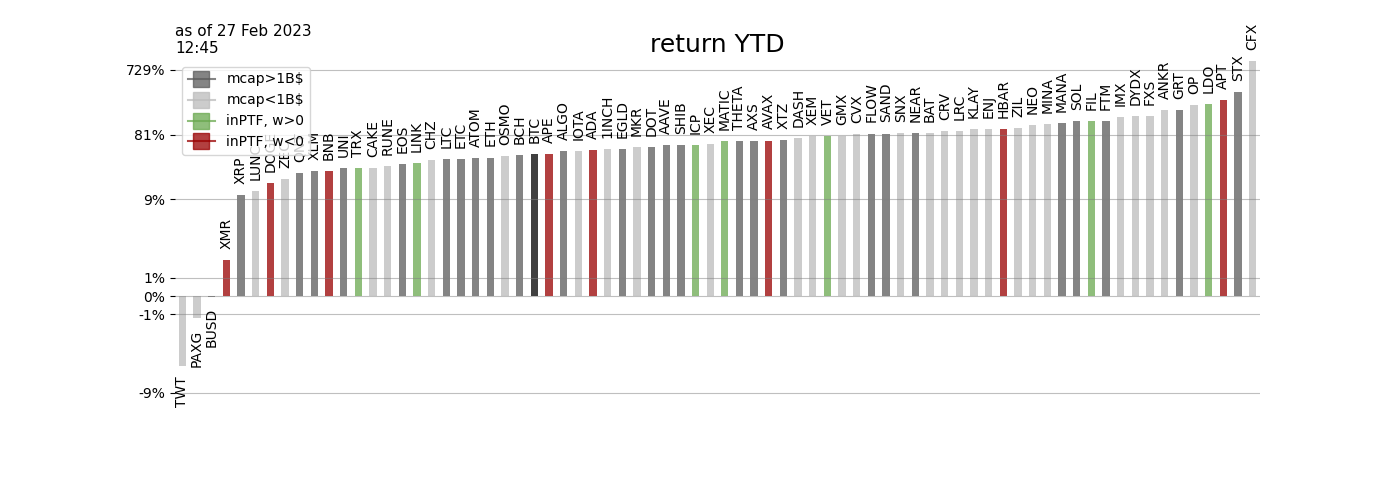 as of 27 Feb 2023
12:45
return YTD
729%
81%
9%
1%
0%
-1%
-9%
mcap>1B$
mcap<1B$
inPTF, w>0
inPTF, w<0
TWT
PAXG
BUSD
XMR
XRP
LUNC
DOGE
XLM
BNB
UNI
TRX
CAKE
RUNE
EOS
LINK
CHZ
LTC
ETC
ATOM
ETH
OSMO
BCH
BTC
APE
ALGO
IOTA
ADA
1INCH
EGLD
MKR
DOT
AAVE
SHIB
ICP
XEC
MATIC
THETA
AXS
AVAX
XTZ
DASH
XEM
VET
GMX
CVX
FLOW
SAND
SNX
NEAR
BAT
CRV
LRC
KLAY
ENJ
HBAR
ZIL
NEO
MINA
MANA
SOL
FIL
FTM
IMX
DYDX
FXS
ANKR
GRT
OP
LDO
APT
STX
CFX